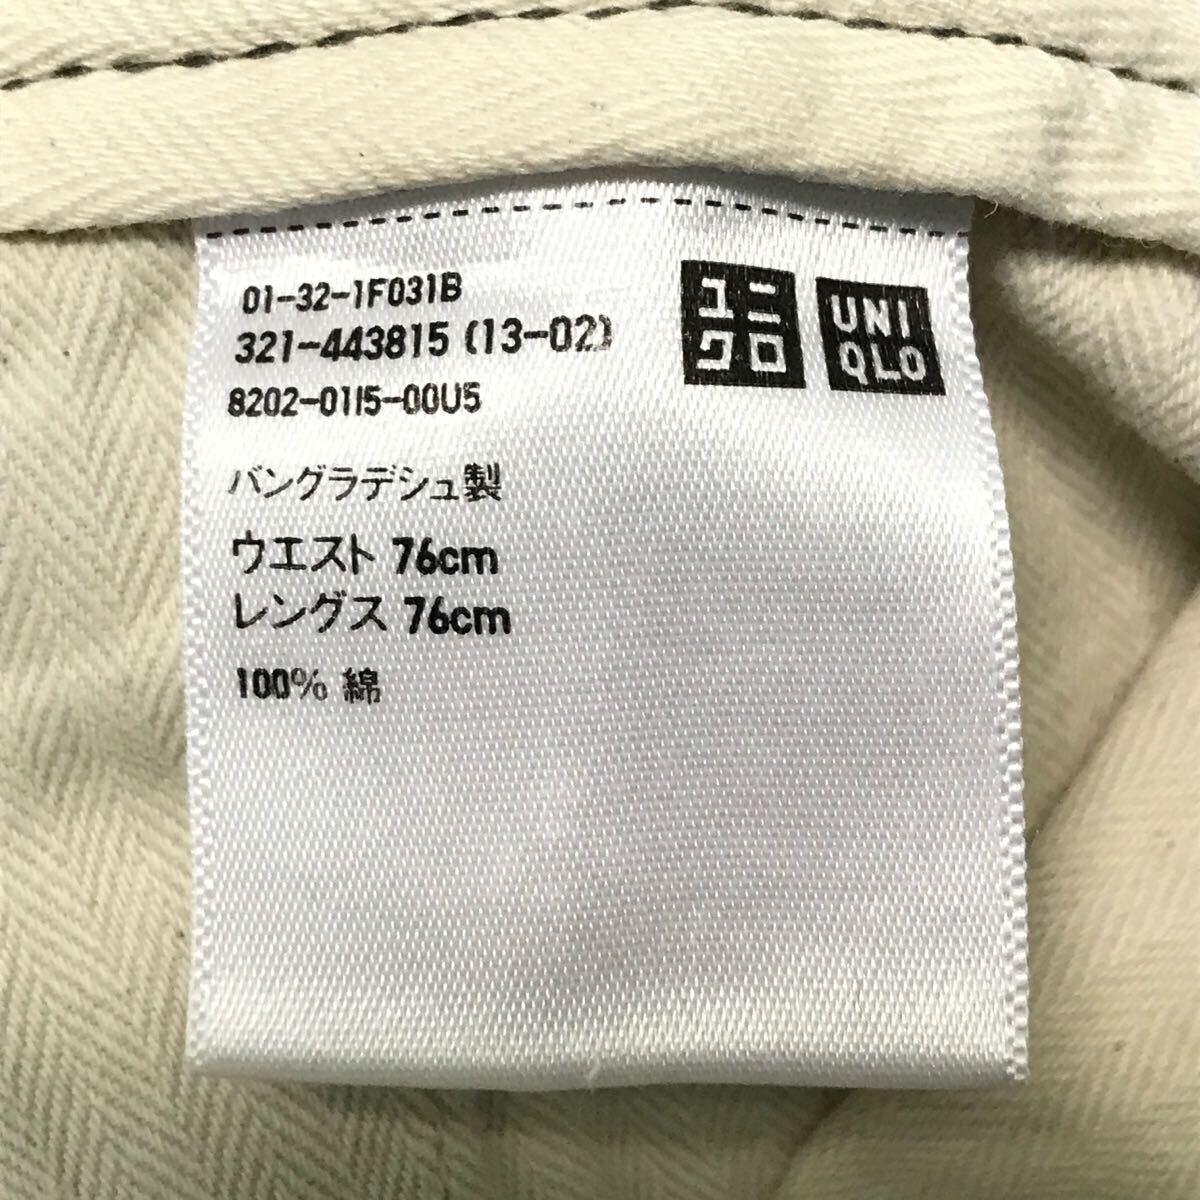 01-32-1F031B
321-443815 (13-02)
8202-0115-00U5
ユニ
クロ
UNI
QLO
バングラデシュ製
ウエスト 76cm
レングス 76cm
100% 綿